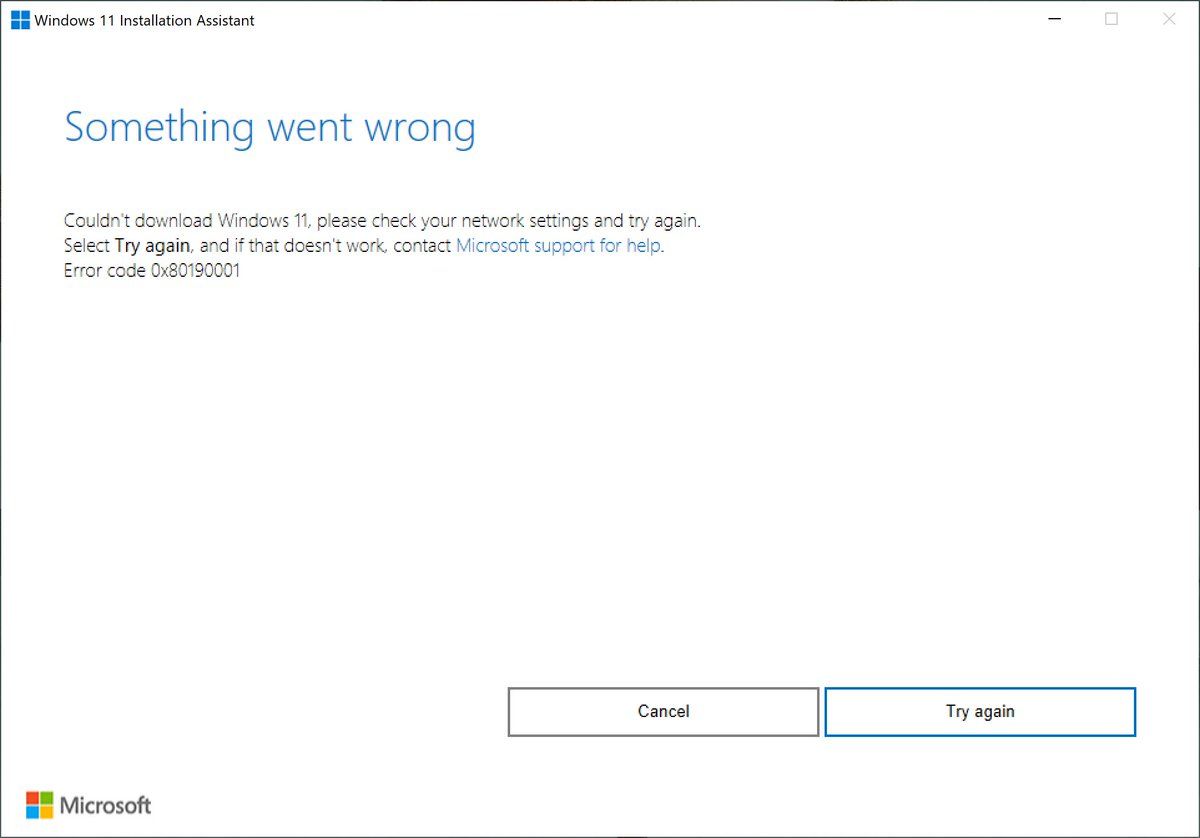 Windows 11 Installation Assistant
Something went wrong
Couldn't download Windows 11, please check your network settings and try again.
Select Try again, and if that doesn't work, contact Microsoft support for help.
Error code 0x80190001
Cancel
Try again
Microsoft